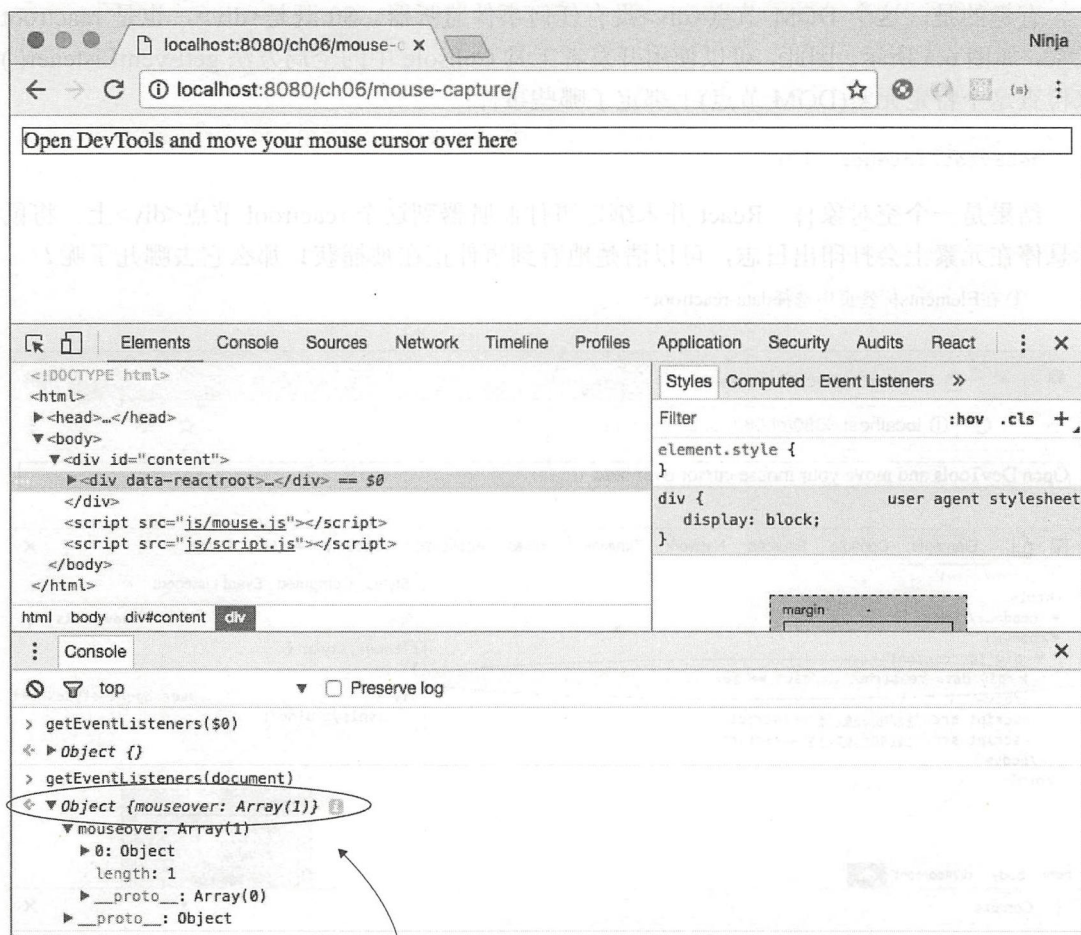 localhost:8080/ch06/mouse-c
Ninja
localhost:8080/ch06/mouse-capture/
Open DevTools and move your mouse cursor over here
Elements Console Sources Network Timeline Profiles Application Security Audits React
<!DOCTYPE html>
<html>
<head>…</head>
<body>
<div id="content">
<div data-reactroot>…</div> == $0
</div>
<script src="js/mouse.js"></script>
<script src="js/script.js"></script>
</body>
</html>
html body div#content div
Styles Computed Event Listeners »
Filter :hov .cls +
element.style {
}
div { user agent stylesheet
display: block;
}
margin -
Console
top Preserve log
> getEventListeners($0)
Object {}
> getEventListeners(document)
Object {mouseover: Array(1)}
mouseover: Array(1)
0: Object
length: 1
__proto__: Array(0)
__proto__: Object